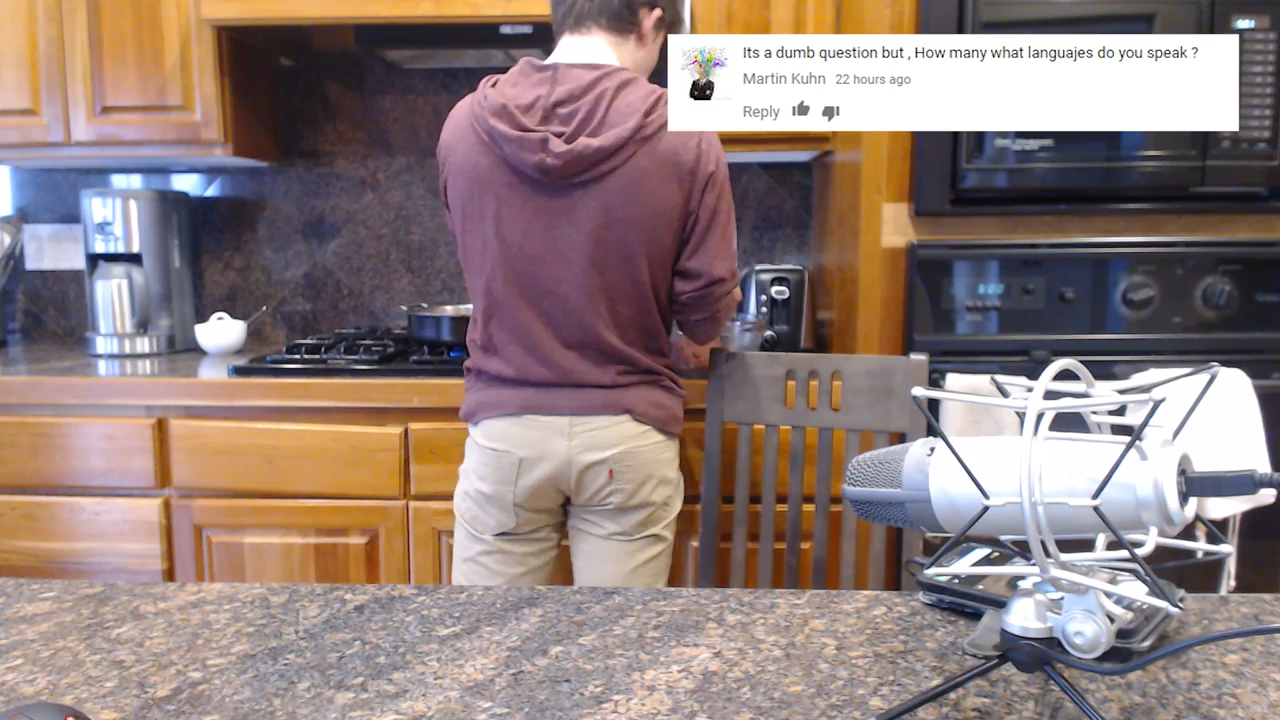 Its a dumb question but , How many what languajes do you speak ?
Martin Kuhn 22 hours ago
Reply